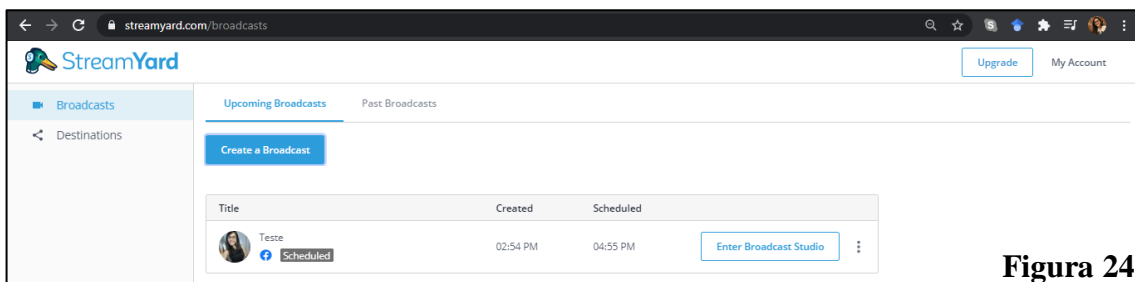 streamyard.com/broadcasts
StreamYard
Upgrade
My Account
Broadcasts
Destinations
Upcoming Broadcasts
Past Broadcasts
Create a Broadcast
Title
Created
Scheduled
Teste
Scheduled
02:54 PM
04:55 PM
Enter Broadcast Studio
Figura 24